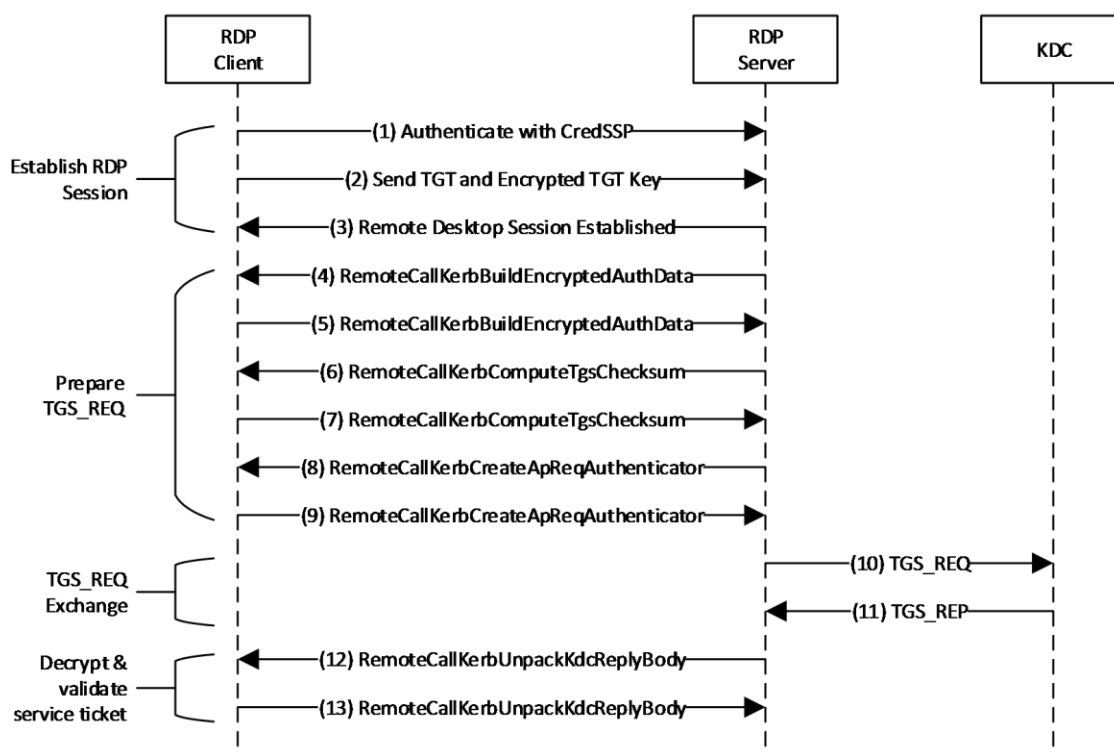 RDP
Client
RDP
Server
KDC
Establish RDP
Session
(1) Authenticate with CredSSP
(2) Send TGT and Encrypted TGT Key
(3) Remote Desktop Session Established
Prepare
TGS_REQ
(4) RemoteCallKerbBuildEncryptedAuthData
(5) RemoteCallKerbBuildEncryptedAuthData
(6) RemoteCallKerbComputeTgsChecksum
(7) RemoteCallKerbComputeTgsChecksum
(8) RemoteCallKerbCreateApReqAuthenticator
(9) RemoteCallKerbCreateApReqAuthenticator
TGS_REQ
Exchange
(10) TGS_REQ
(11) TGS_REP
Decrypt &
validate
service ticket
(12) RemoteCallKerbUnpackKdcReplyBody
(13) RemoteCallKerbUnpackKdcReplyBody